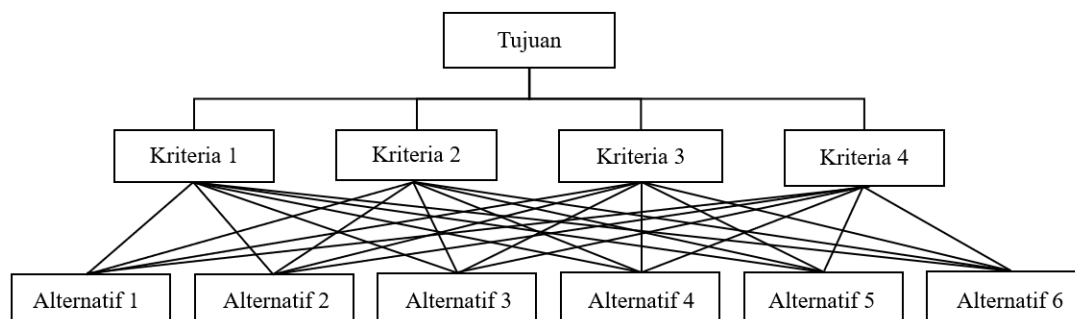 Tujuan
Kriteria 1
Kriteria 2
Kriteria 3
Kriteria 4
Alternatif 1
Alternatif 2
Alternatif 3
Alternatif 4
Alternatif 5
Alternatif 6